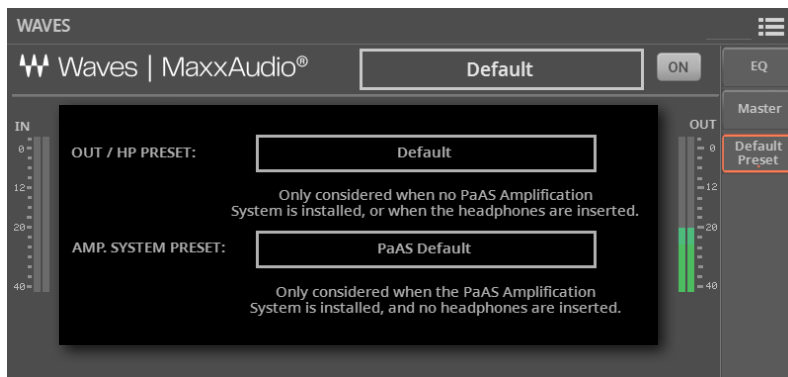 WAVES
Waves | MaxxAudio®
Default
ON
EQ
Master
Default
Preset
IN
0
12
20
40
OUT
0
12
20
40
OUT / HP PRESET:
Default
Only considered when no PaAS Amplification
System is installed, or when the headphones are inserted.
AMP. SYSTEM PRESET:
PaAS Default
Only considered when the PaAS Amplification
System is installed, and no headphones are inserted.